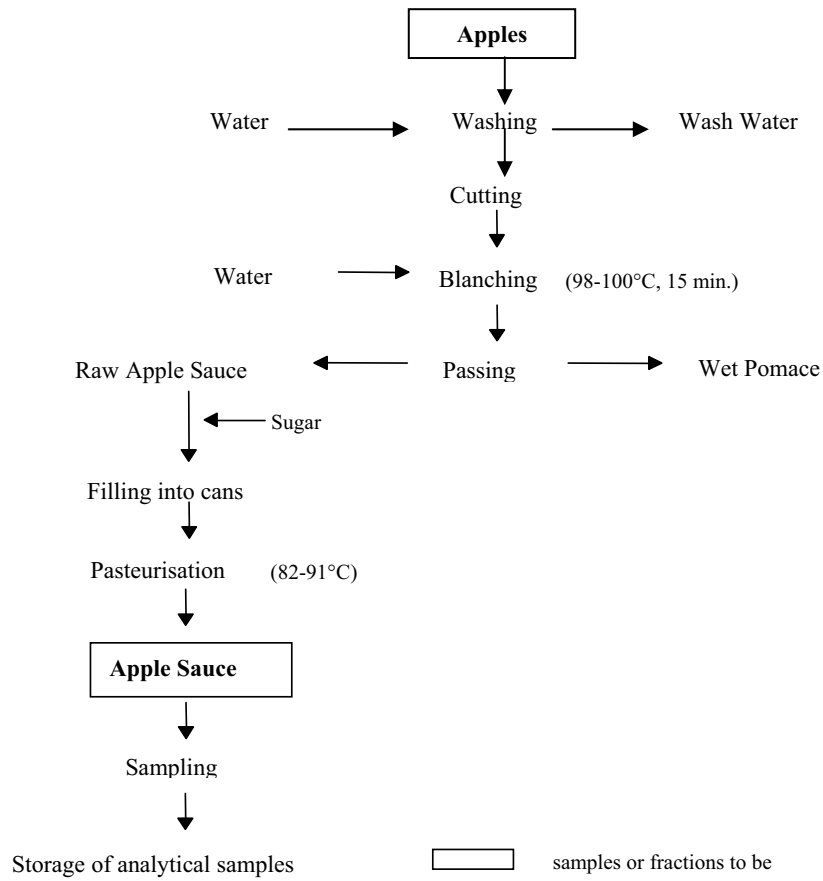 Apples
Water Washing Wash Water
Cutting
Water Blanching (98-100°C, 15 min.)
Raw Apple Sauce Passing Wet Pomace
Sugar
Filling into cans
Pasteurisation (82-91°C)
Apple Sauce
Sampling
Storage of analytical samples samples or fractions to be